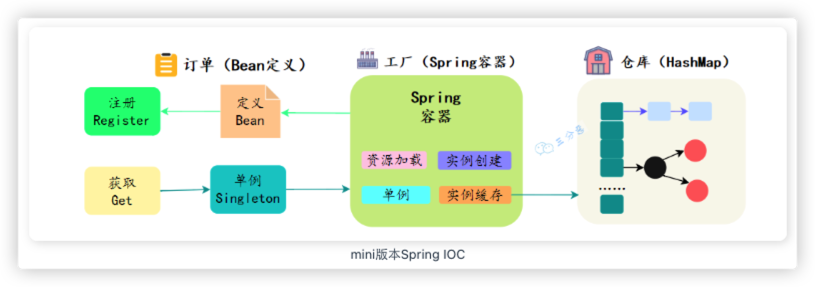 订单（Bean定义）
工厂（Spring容器）
仓库（HashMap）
注册
Register
定义
Bean
Spring
容器
资源加载
实例创建
获取
Get
单例
Singleton
单例
实例缓存
......
三分恶
mini版本Spring IOC